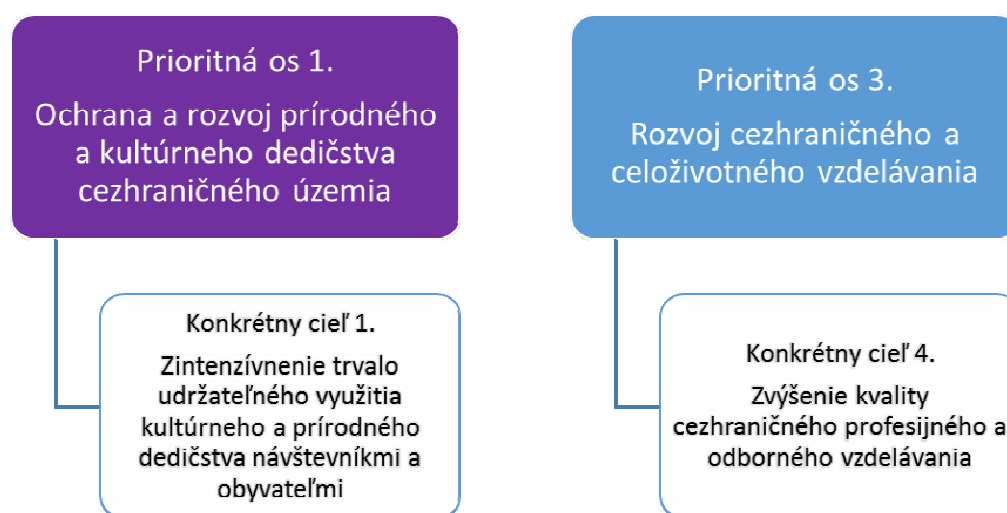 Prioritná os 1.
Ochrana a rozvoj prírodného
a kultúrneho dedičstva
cezhraničného územia
Konkrétny cieľ 1.
Zintenzívnenie trvalo
udržateľného využitia
kultúrneho a prírodného
dedičstva návštevníkmi a
obyvateľmi
Prioritná os 3.
Rozvoj cezhraničného a
celoživotného vzdelávania
Konkrétny cieľ 4.
Zvýšenie kvality
cezhraničného profesijného a
odborného vzdelávania